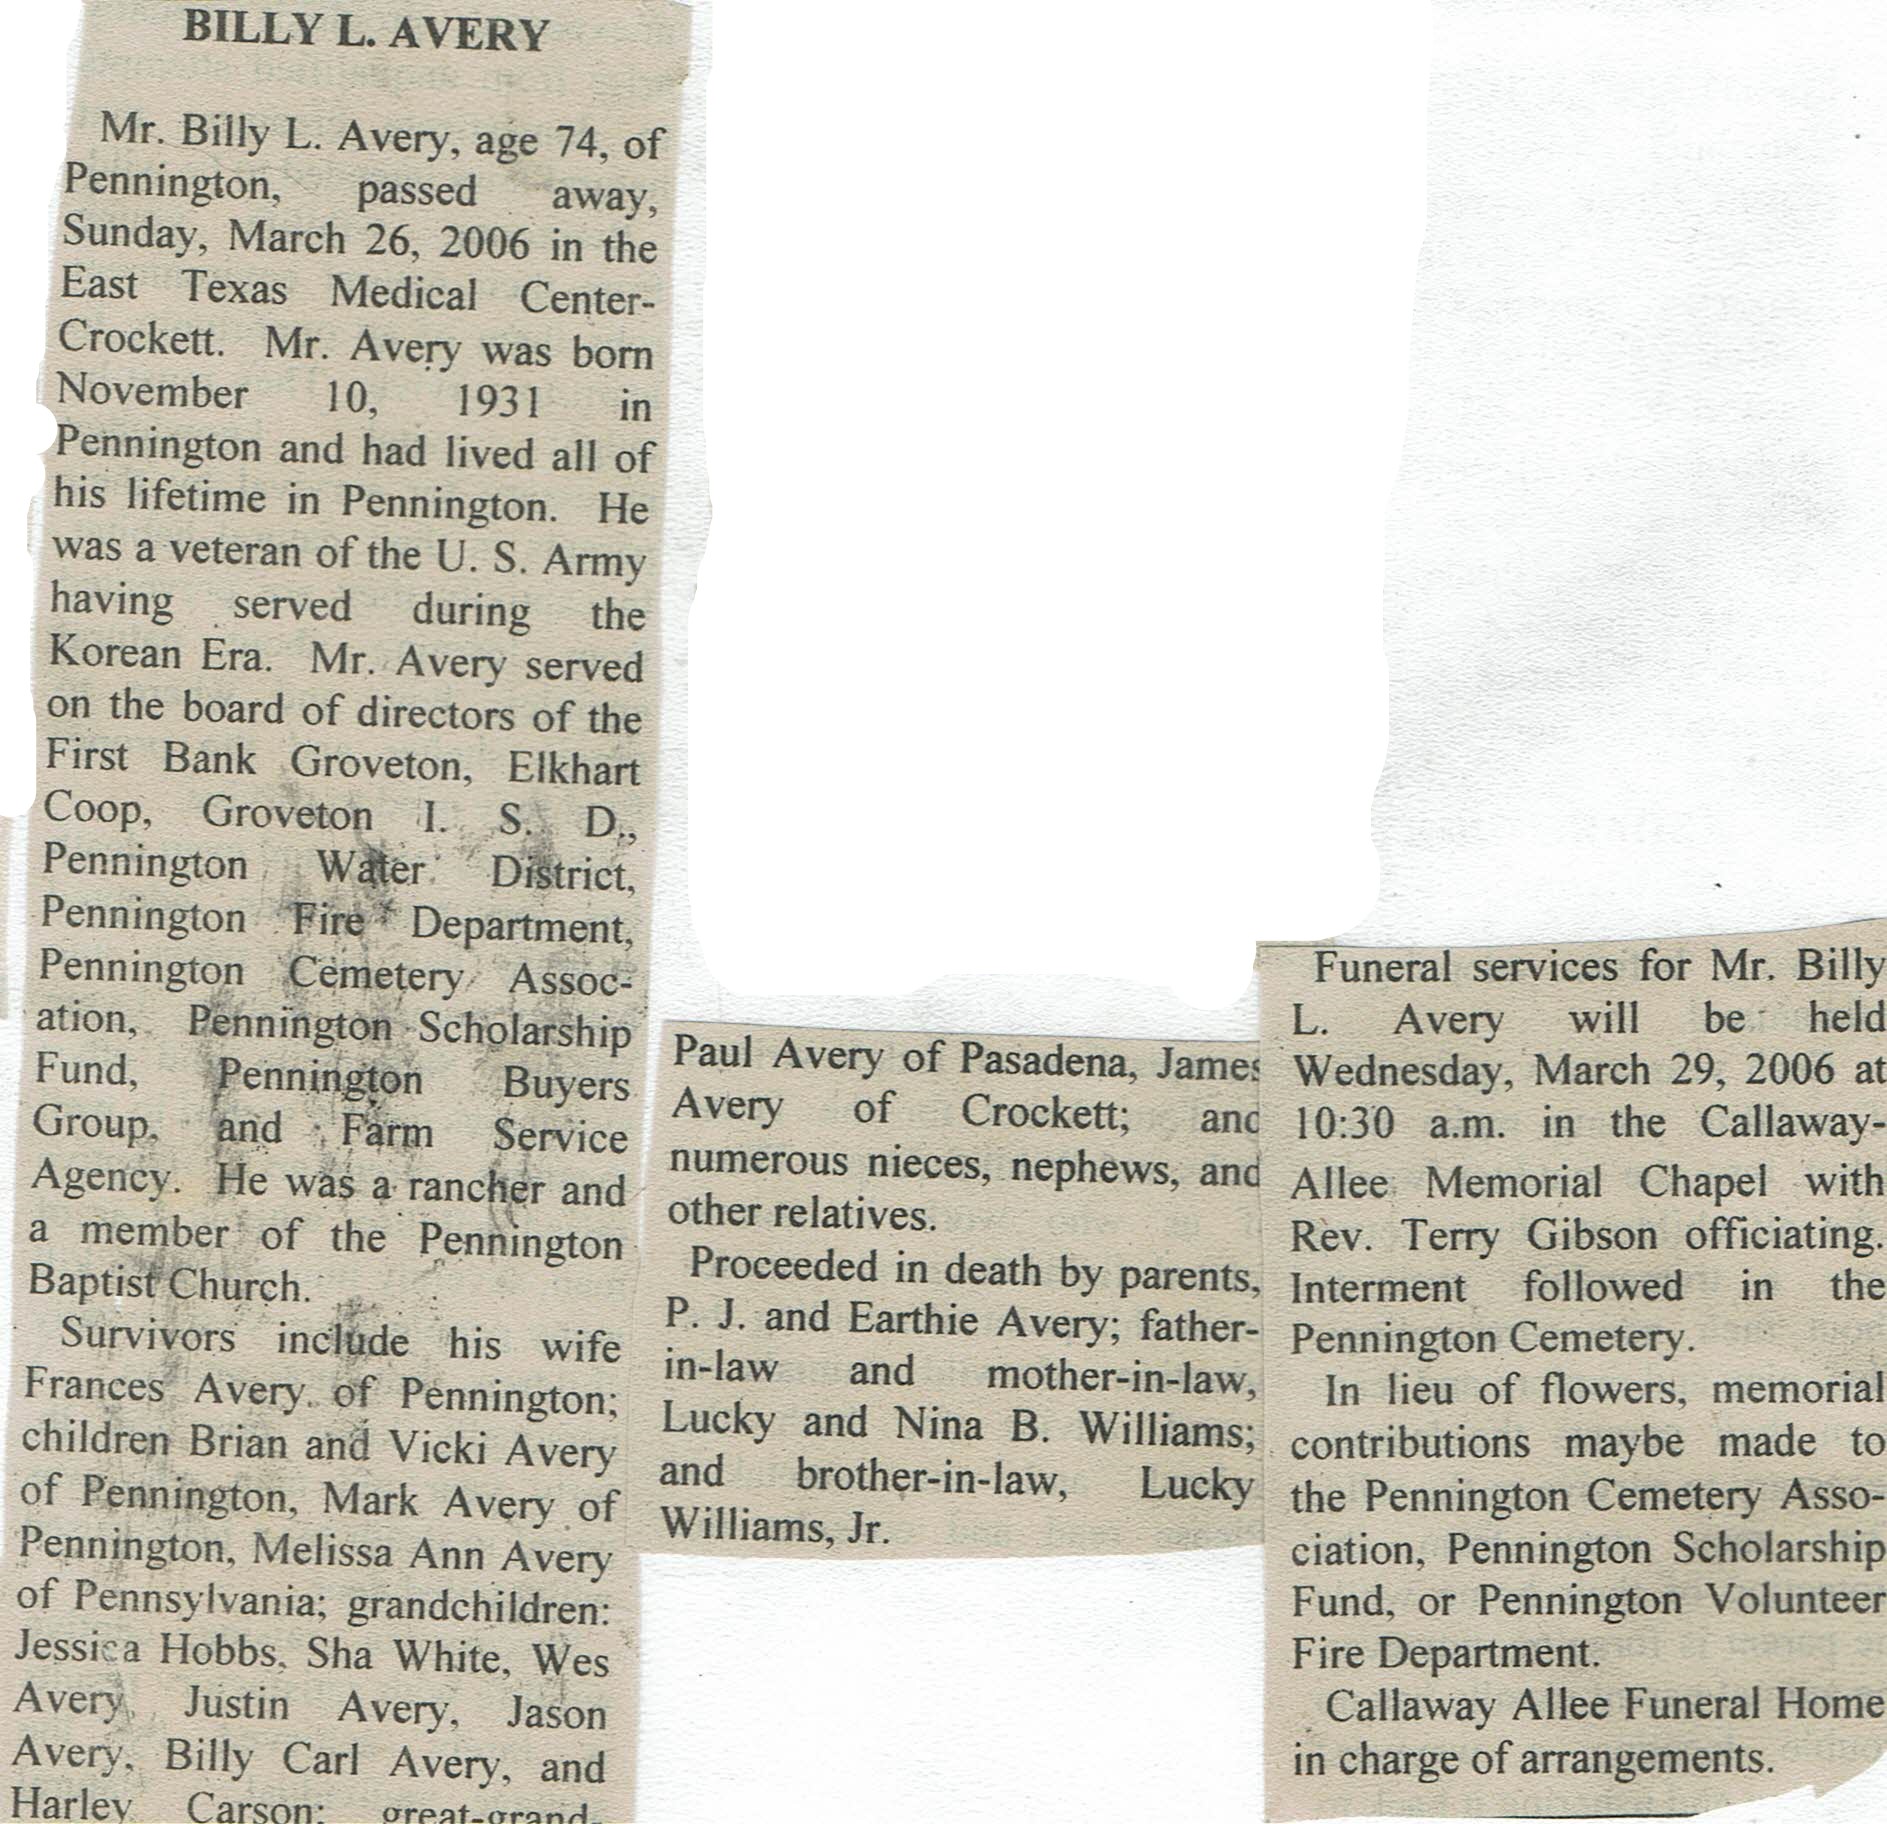 BILLY L. AVERY
Mr. Billy L. Avery, age 74, of
Pennington, passed away,
Sunday, March 26, 2006 in the
East Texas Medical Center-
Crockett. Mr. Avery was born
November 10, 1931 in
Pennington and had lived all of
his lifetime in Pennington. He
was a veteran of the U. S. Army
having served during the
Korean Era. Mr. Avery served
on the board of directors of the
First Bank Groveton, Elkhart
Coop, Groveton I. S. D.,
Pennington Water District,
Pennington Fire Department,
Pennington Cemetery Assoc-
ation, Pennington Scholarship
Fund, Pennington Buyers
Group, and Farm Service
Agency. He was a rancher and
a member of the Pennington
Baptist Church.
Survivors include his wife
Frances Avery of Pennington;
children Brian and Vicki Avery
of Pennington, Mark Avery of
Pennington, Melissa Ann Avery
of Pennsylvania; grandchildren:
Jessica Hobbs, Sha White, Wes
Avery, Justin Avery, Jason
Avery, Billy Carl Avery, and
Harley Carson; great-grand-
Paul Avery of Pasadena, James
Avery of Crockett; and
numerous nieces, nephews, and
other relatives.
Proceeded in death by parents,
P. J. and Earthie Avery; father-
in-law and mother-in-law,
Lucky and Nina B. Williams;
and brother-in-law, Lucky
Williams, Jr.
Funeral services for Mr. Billy
L. Avery will be held
Wednesday, March 29, 2006 at
10:30 a.m. in the Callaway-
Allee Memorial Chapel with
Rev. Terry Gibson officiating.
Interment followed in the
Pennington Cemetery.
In lieu of flowers, memorial
contributions maybe made to
the Pennington Cemetery Asso-
ciation, Pennington Scholarship
Fund, or Pennington Volunteer
Fire Department.
Callaway Allee Funeral Home
in charge of arrangements.